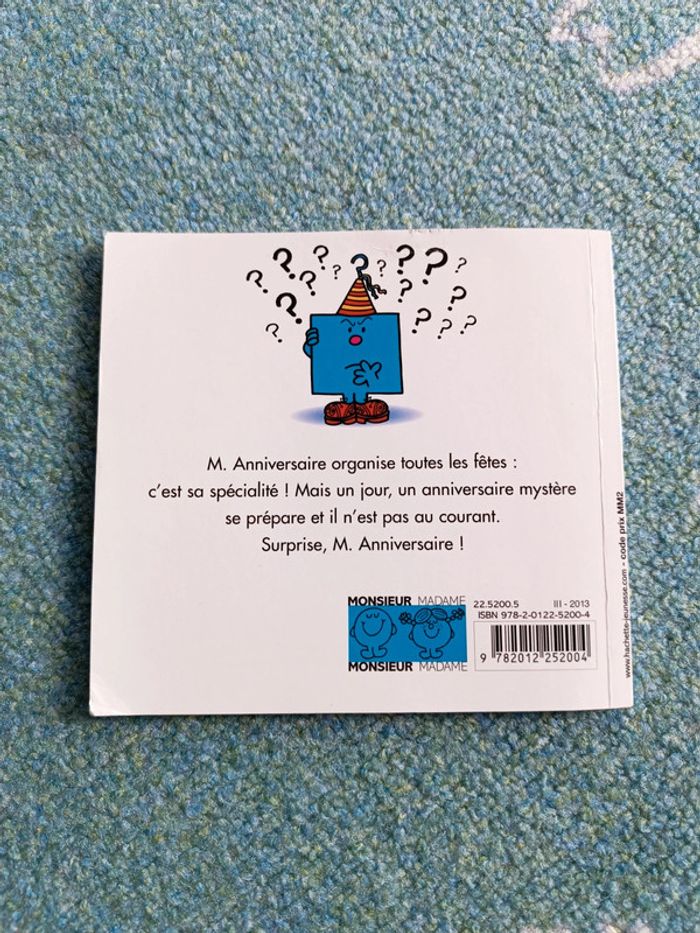 M. Anniversaire organise toutes les fêtes :
c'est sa spécialité ! Mais un jour, un anniversaire mystère
se prépare et il n'est pas au courant.
Surprise, M. Anniversaire !
MONSIEUR MADAME
MONSIEUR MADAME
22.5200.5 III - 2013
ISBN 978-2-0122-5200-4
9 782012 252004
www.hachette-jeunesse.com - code prix MM2